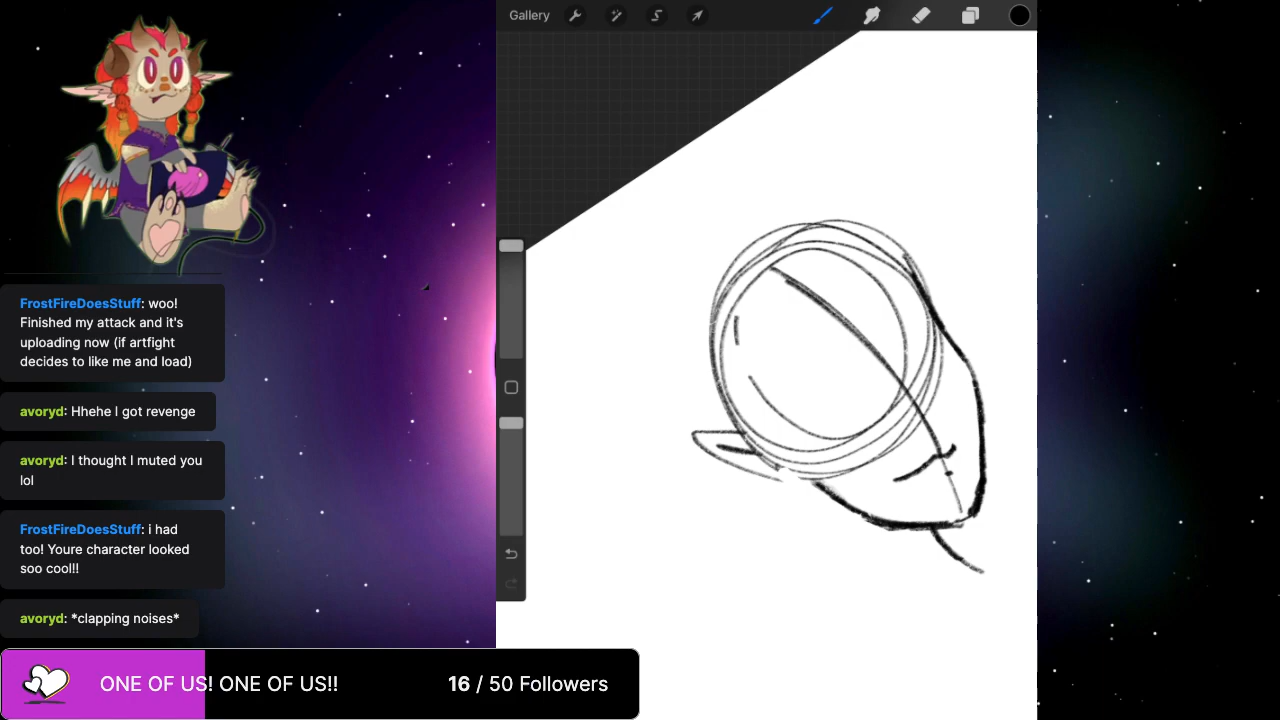 Gallery
FrostFireDoesStuff: woo!
Finished my attack and it's
uploading now (if artfight
decides to like me and load)
avoryd: Hhehe I got revenge
avoryd: I thought I muted you
lol
FrostFireDoesStuff: i had
too! Youre character looked
soo cool!!
avoryd: *clapping noises*
ONE OF US! ONE OF US!! 16 / 50 Followers